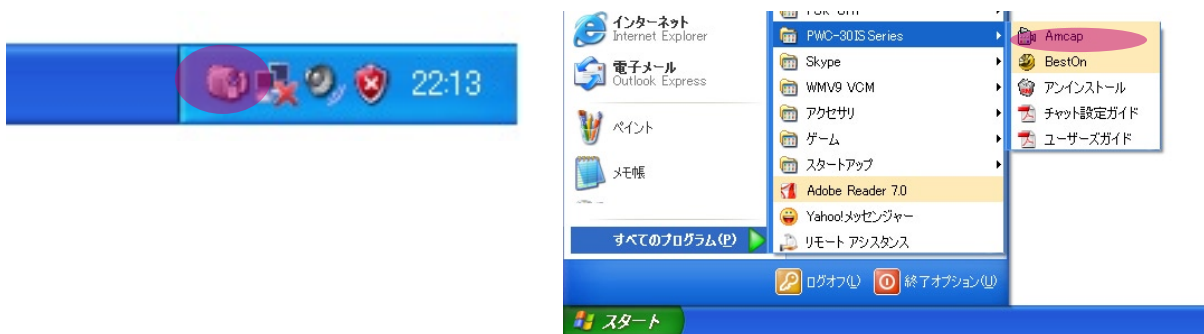 22:13
インターネット
Internet Explorer
電子メール
Outlook Express
ペイント
メモ帳
すべてのプログラム(P)
PWC-30IS Series
Skype
WMV9 VCM
アクセサリ
ゲーム
スタートアップ
Adobe Reader 7.0
Yahoo!メッセンジャー
リモート アシスタンス
Amcap
BestOn
アンインストール
チャット設定ガイド
ユーザーズガイド
ログオフ(L)
終了オプション(U)
スタート